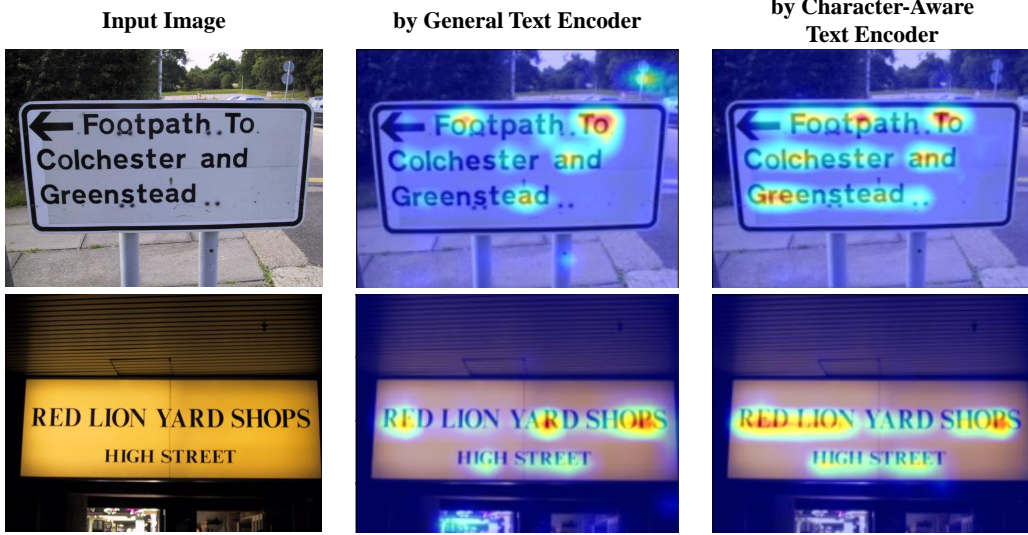 Input Image
by General Text Encoder
by Character-Aware
Text Encoder
Footpath To
Colchester and
Greenstead
Footpath To
Colchester and
Greenstead
Footpath To
Colchester and
Greenstead
RED LION YARD SHOPS
HIGH STREET
RED LION YARD SHOPS
HIGH STREET
RED LION YARD SHOPS
HIGH STREET